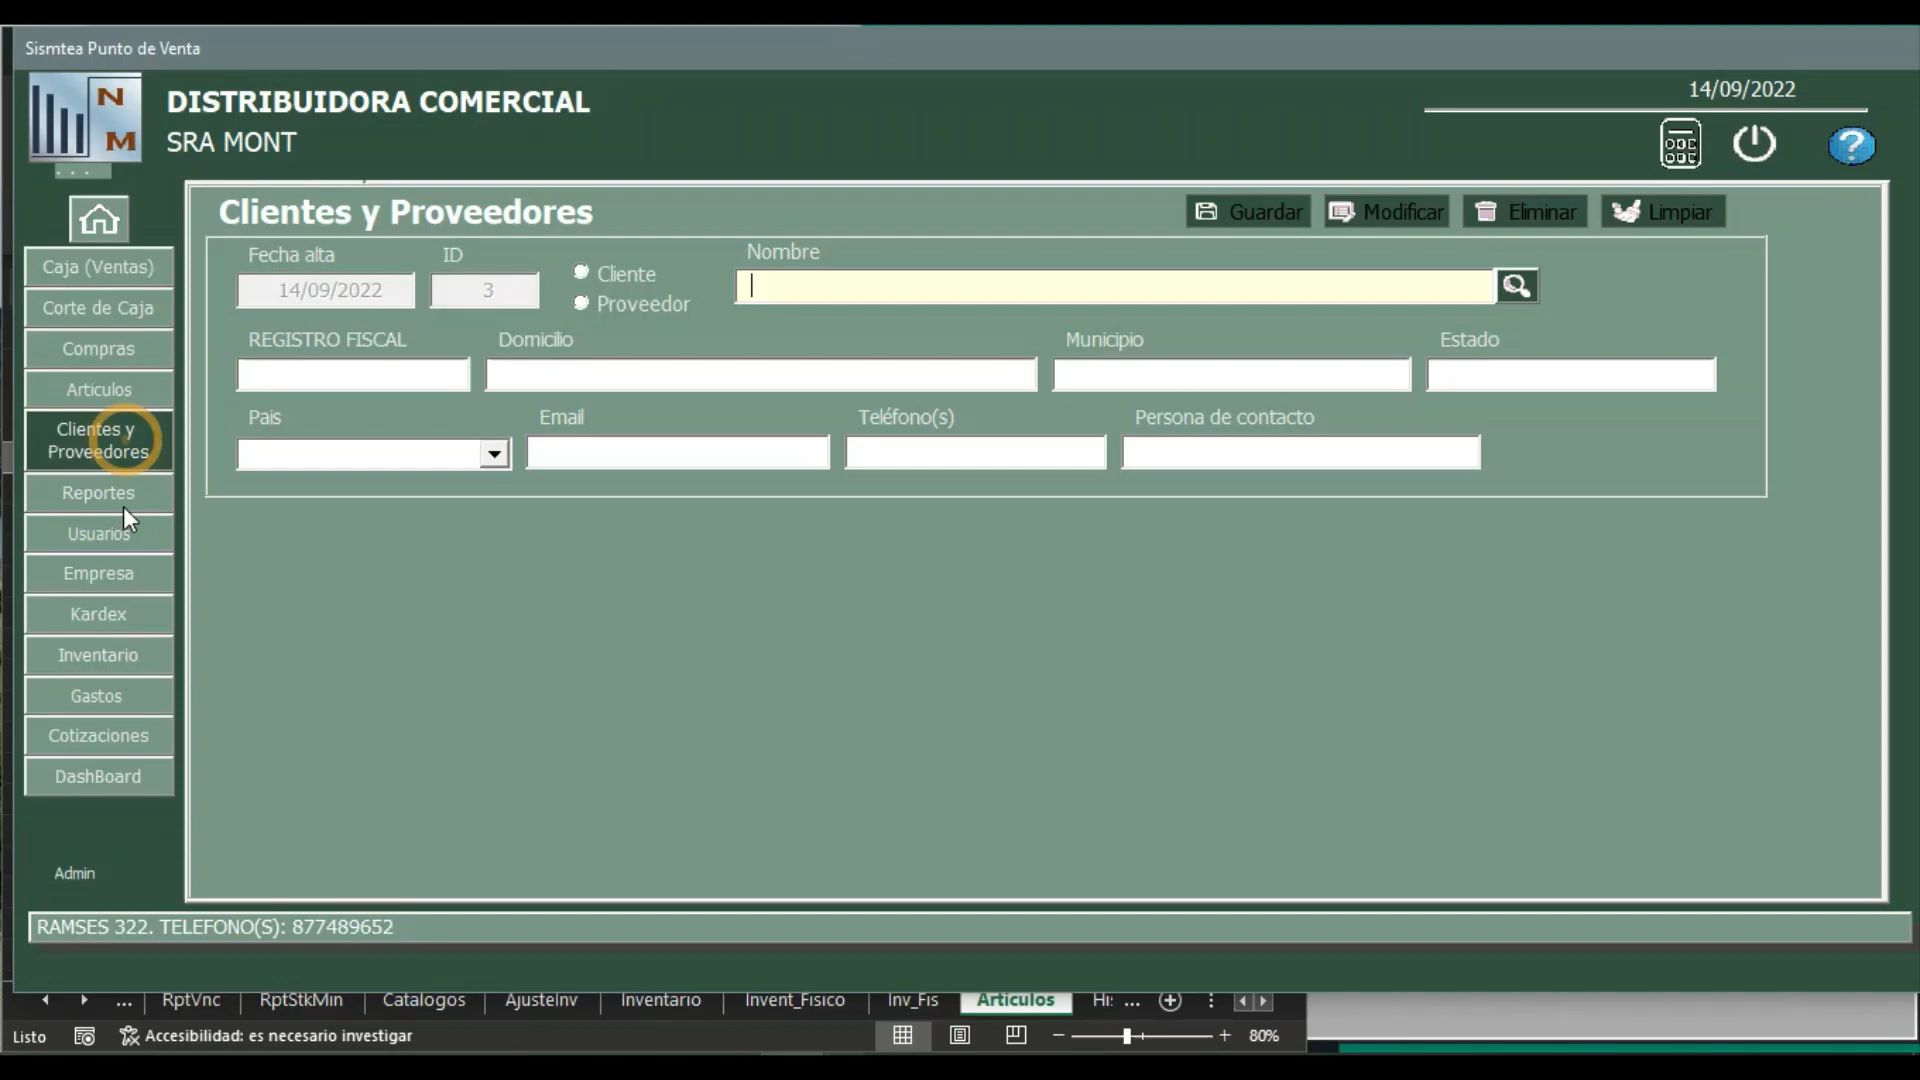 Sismtea Punto de Venta
N
M
DISTRIBUIDORA COMERCIAL
SRA MONT
14/09/2022
Clientes y Proveedores
Guardar
Modificar
Eliminar
Limpiar
Caja (Ventas)
Corte de Caja
Compras
Articulos
Clientes y
Proveedores
Reportes
Usuarios
Empresa
Kardex
Inventario
Gastos
Cotizaciones
DashBoard
Admin
Fecha alta
ID
Nombre
14/09/2022
3
Cliente
Proveedor
REGISTRO FISCAL
Domicilio
Municipio
Estado
Pais
Email
Teléfono(s)
Persona de contacto
RAMSES 322. TELEFONO(S): 877489652
... RptVnc RptStkMin Catalogos AjusteInv Inventario Invent_Fisico Inv_Fis Articulos His ...
Listo
Accesibilidad: es necesario investigar
80%